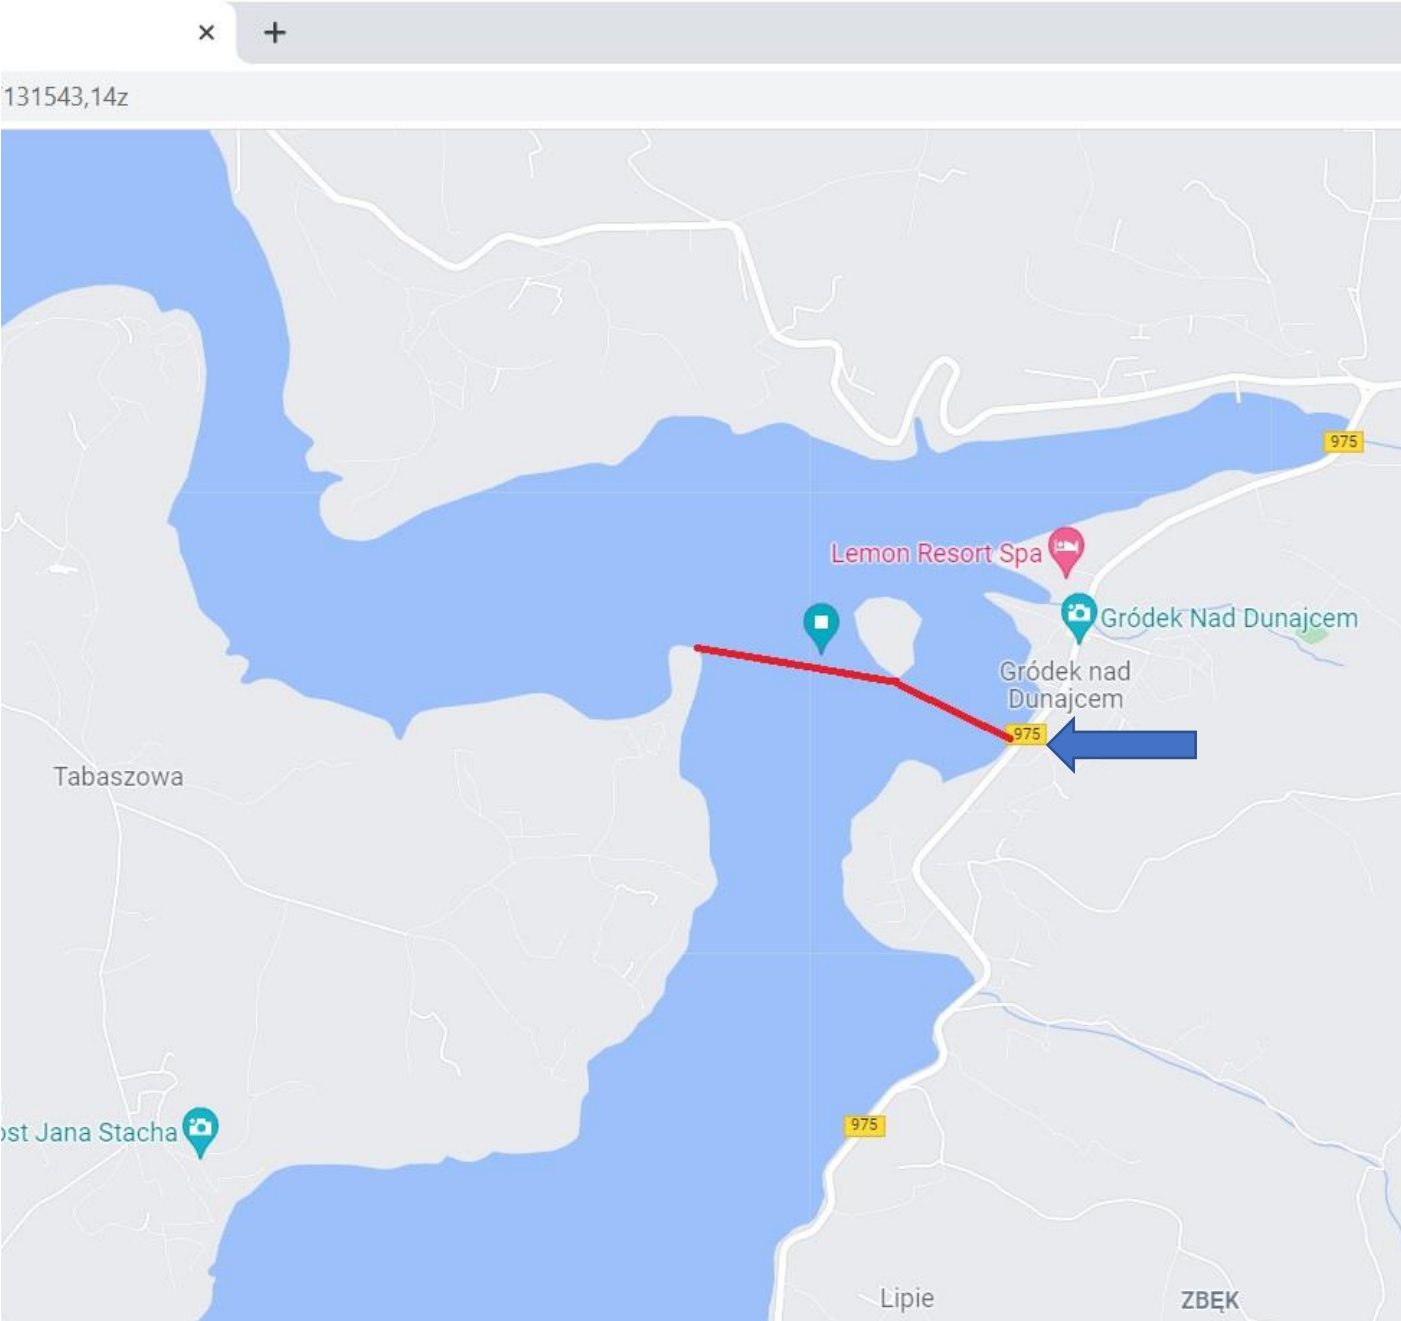 131543,14z
975
Lemon Resort Spa
Gródek Nad Dunajcem
Gródek nad
Dunajcem
975
Tabaszowa
975
ost Jana Stacha
Lipie
ZBĘK